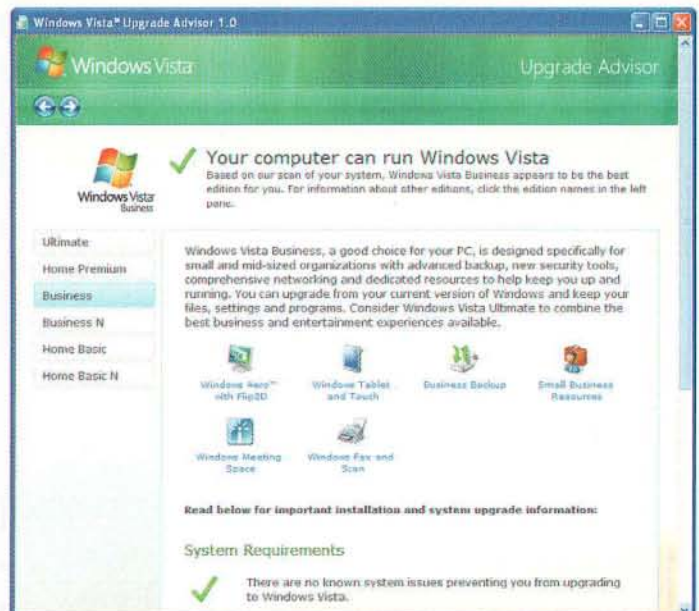 Windows Vista™ Upgrade Advisor 1.0
Windows Vista™
Upgrade Advisor
Your computer can run Windows Vista
Based on our scan of your system, Windows Vista Business appears to be the best
edition for you. For information about other editions, click the edition names in the left
pane.
Windows Vista™
Business
Ultimate
Home Premium
Business
Business N
Home Basic
Home Basic N
Windows Vista Business, a good choice for your PC, is designed specifically for
small and mid-sized organizations with advanced backup, new security tools,
comprehensive networking and dedicated resources to help keep you up and
running. You can upgrade from your current version of Windows and keep your
files, settings and programs. Consider Windows Vista Ultimate to combine the
best business and entertainment experiences available.
Windows Aero™
with Flip3D
Windows Tablet
and Touch
Business Backup
Small Business
Resources
Windows Meeting
Space
Windows Fax and
Scan
Read below for important installation and system upgrade information:
System Requirements
There are no known system issues preventing you from upgrading
to Windows Vista.